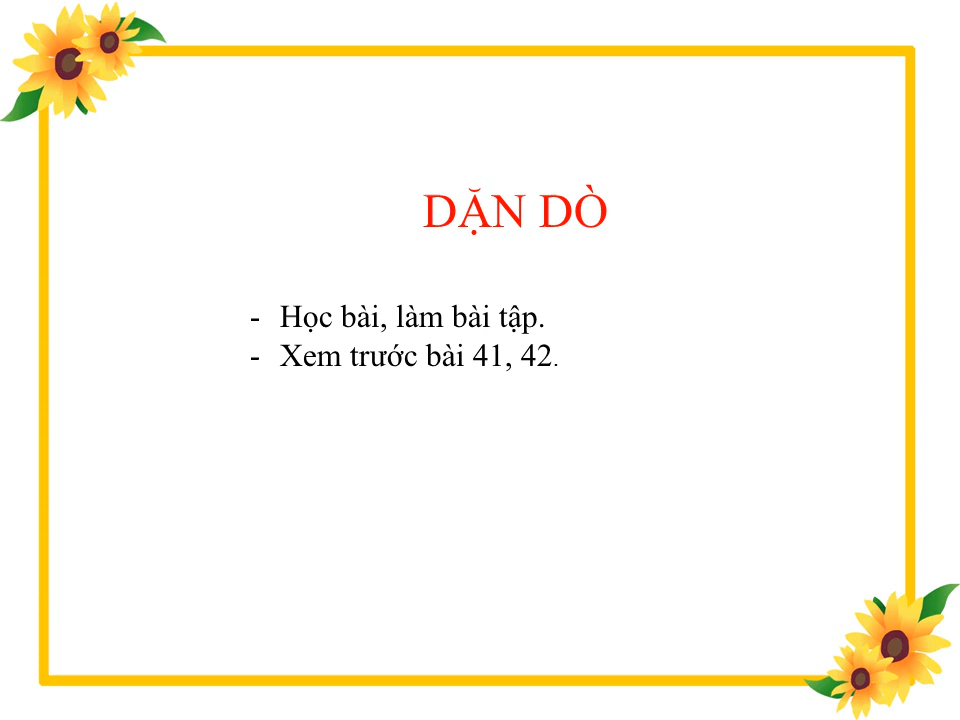 DẶN DÒ
- Học bài, làm bài tập.
- Xem trước bài 41, 42.